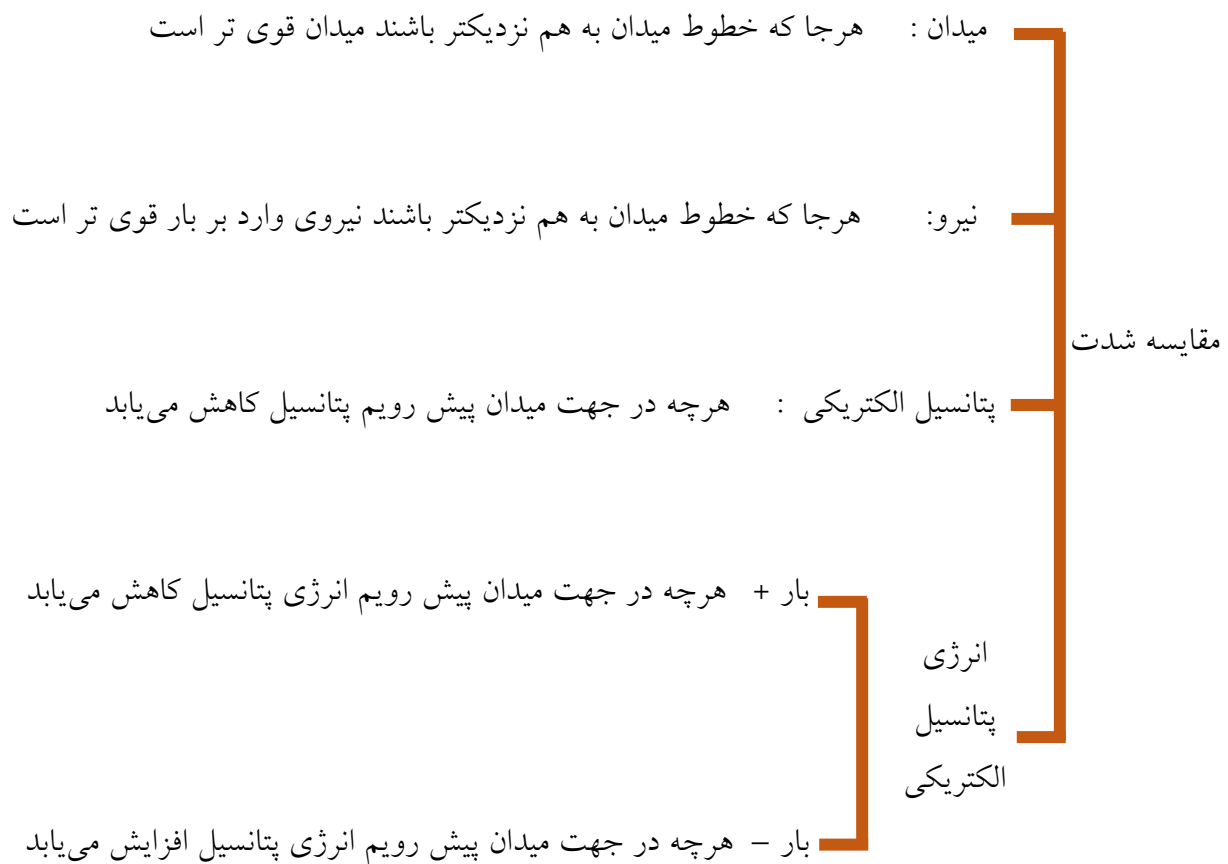 میدان : هرجا که خطوط میدان به هم نزدیکتر باشند میدان قوی تر است
نیرو: هرجا که خطوط میدان به هم نزدیکتر باشند نیروی وارد بر بار قوی تر است
مقایسه شدت
پتانسیل الکتریکی : هرچه در جهت میدان پیش رویم پتانسیل کاهش می‌یابد
بار + هرچه در جهت میدان پیش رویم انرژی پتانسیل کاهش می‌یابد
انرژی
پتانسیل
الکتریکی
بار – هرچه در جهت میدان پیش رویم انرژی پتانسیل افزایش می‌یابد